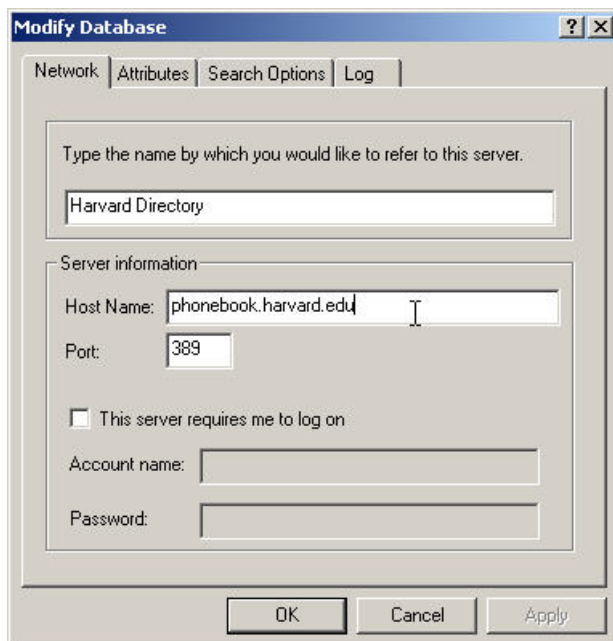 Modify Database
Network Attributes Search Options Log
Type the name by which you would like to refer to this server.
Harvard Directory
Server information
Host Name: phonebook.harvard.edu
Port: 389
This server requires me to log on
Account name:
Password:
OK Cancel Apply